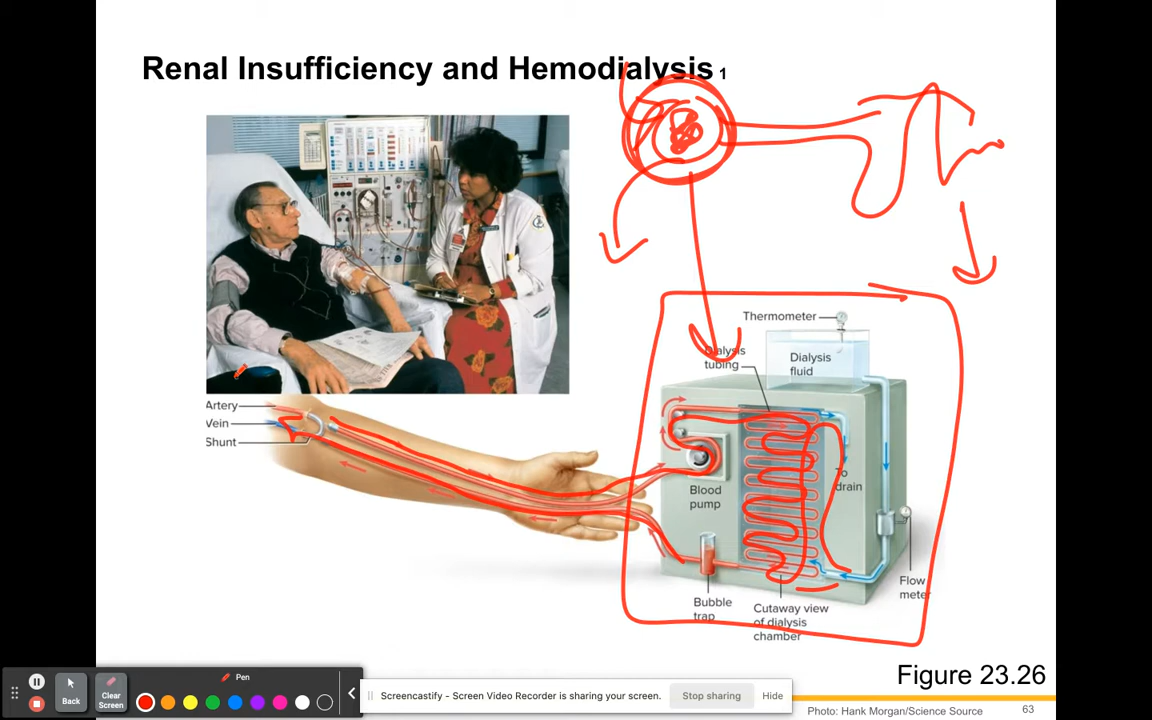 Renal Insufficiency and Hemodialysis 1
Thermometer
Dialysis
tubing
Dialysis
fluid
Artery
Vein
Shunt
To
drain
Blood
pump
Flow
meter
Bubble
trap
Cutaway view
of dialysis
chamber
Figure 23.26
Photo: Hank Morgan/Science Source
63
Pen
Back
Clear
Screen
Screencastify - Screen Video Recorder is sharing your screen.
Stop sharing
Hide